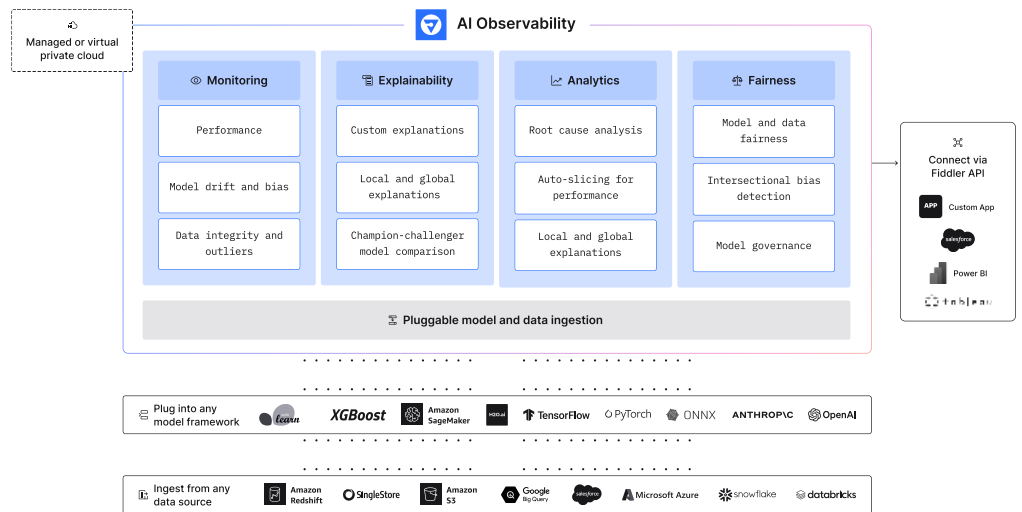 AI Observability
Managed or virtual
private cloud
Monitoring
Performance
Model drift and bias
Data integrity and
outliers
Explainability
Custom explanations
Local and global
explanations
Champion-challenger
model comparison
Analytics
Root cause analysis
Auto-slicing for
performance
Local and global
explanations
Fairness
Model and data
fairness
Intersectional bias
detection
Model governance
Pluggable model and data ingestion
Connect via
Fiddler API
APP
Custom App
salesforce
Power BI
tableau
Plug into any
model framework
learn
XGBoost
Amazon
SageMaker
H2O.ai
TensorFlow
PyTorch
ONNX
ANTHROP\C
OpenAI
Ingest from any
data source
Amazon
Redshift
SingleStore
Amazon
S3
Google
Big Query
salesforce
Microsoft Azure
snowflake
databricks